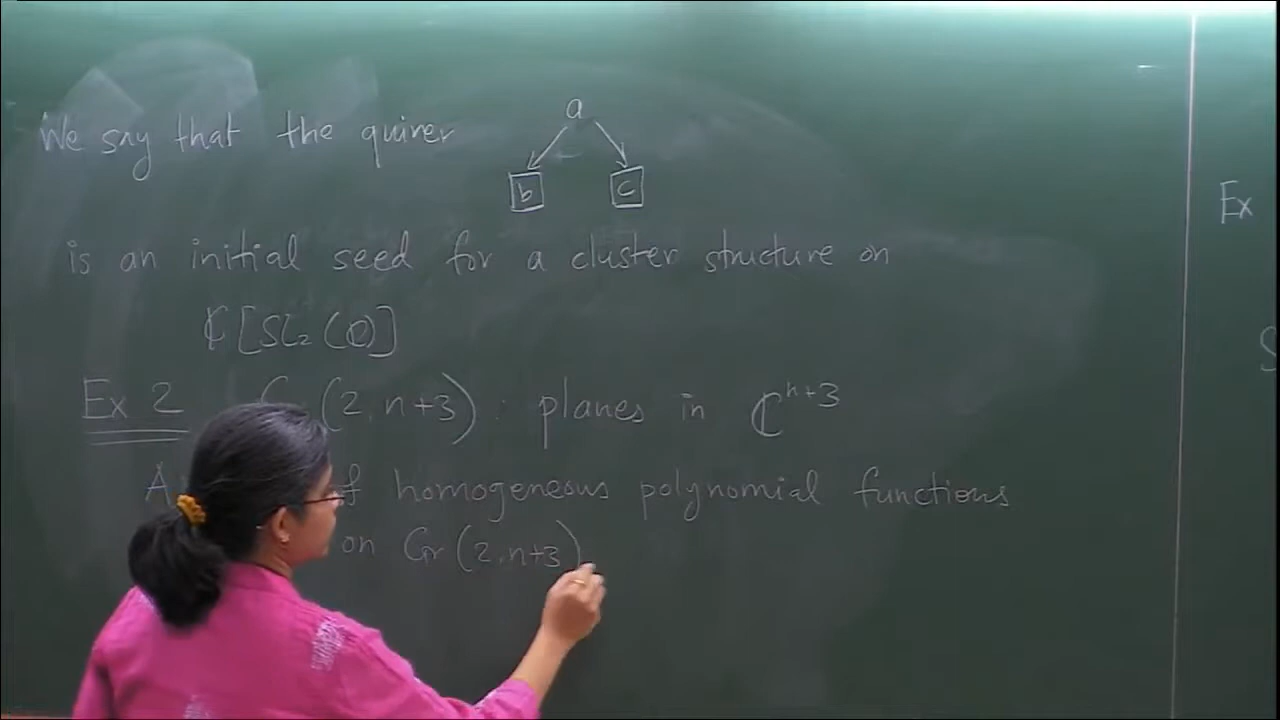 a
We say that the quiver
b c
is an initial seed for a cluster structure on
ℂ[SL₂(ℂ)]
Ex 2 (2, n+3) : planes in ℂⁿ⁺³
homogeneous polynomial functions
on Gr(2, n+3)
Ex